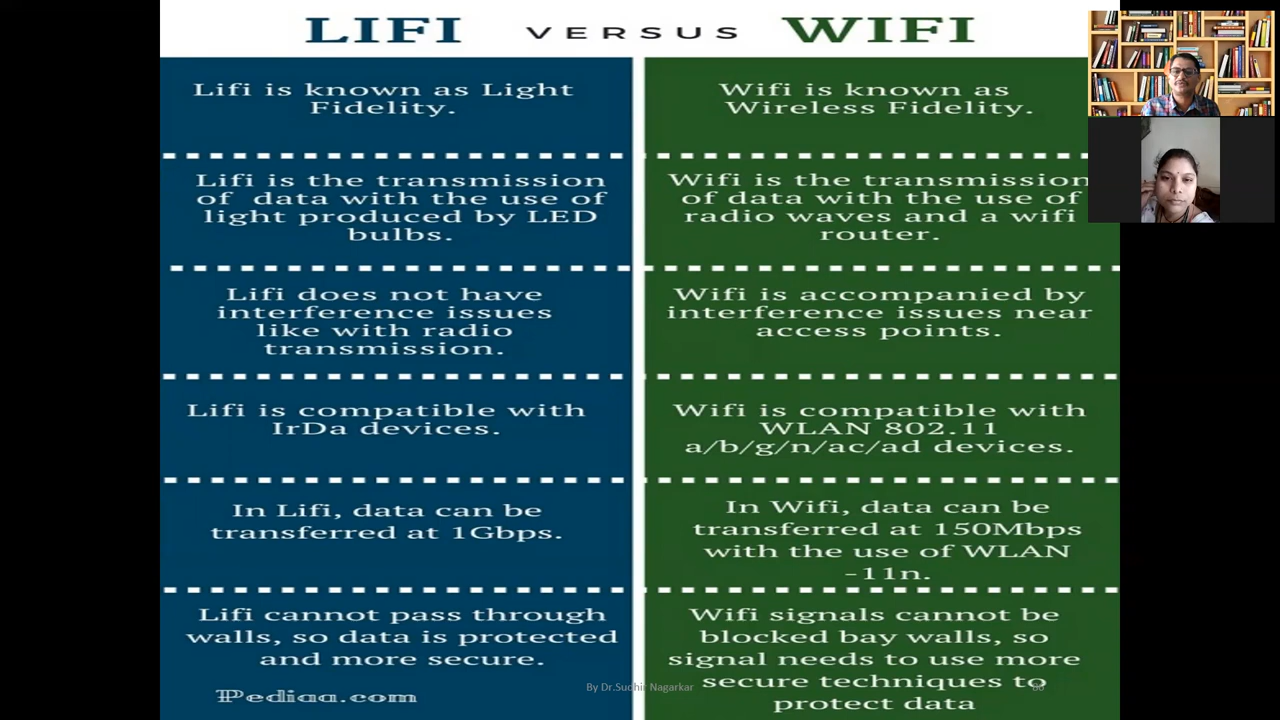 LIFI VERSUS WIFI
Lifi is known as Light
Fidelity.
Lifi is the transmission
of data with the use of
light produced by LED
bulbs.
Lifi does not have
interference issues
like with radio
transmission.
Lifi is compatible with
IrDa devices.
In Lifi, data can be
transferred at 1Gbps.
Lifi cannot pass through
walls, so data is protected
and more secure.
Pediaa.com
Wifi is known as
Wireless Fidelity.
Wifi is the transmission
of data with the use of
radio waves and a wifi
router.
Wifi is accompanied by
interference issues near
access points.
Wifi is compatible with
WLAN 802.11
a/b/g/n/ac/ad devices.
In Wifi, data can be
transferred at 150Mbps
with the use of WLAN
-11n.
Wifi signals cannot be
blocked bay walls, so
signal needs to use more
secure techniques to
protect data
By Dr.Sudhir Nagarkar